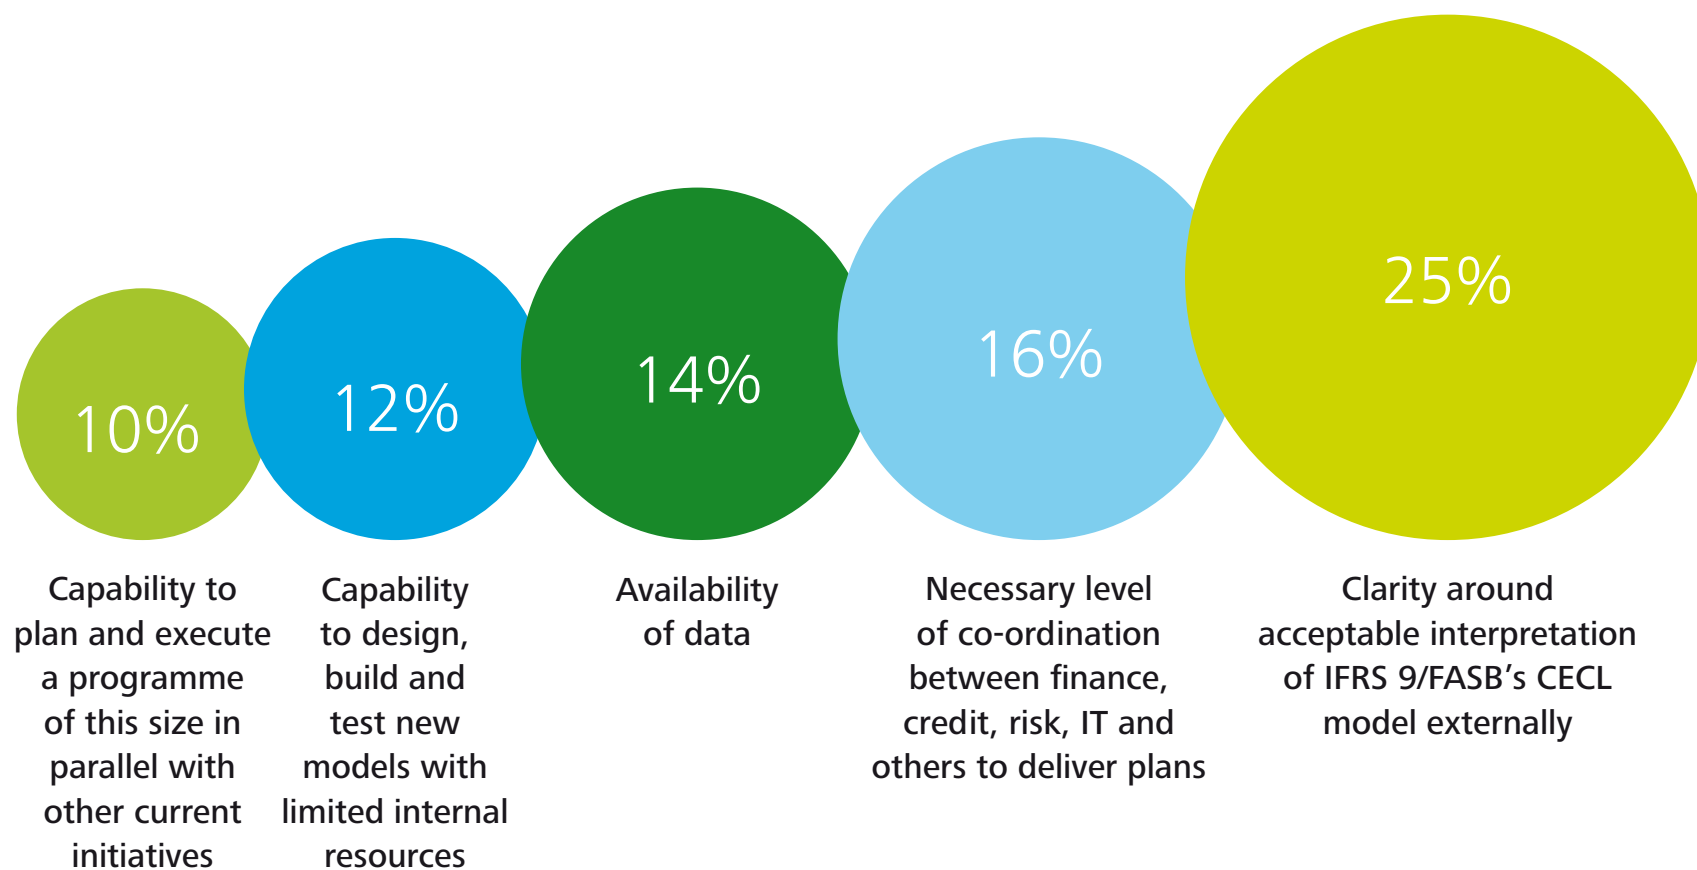 10%
12%
14%
16%
25%
Capability to
plan and execute
a programme
of this size in
parallel with
other current
initiatives
Capability
to design,
build and
test new
models with
limited internal
resources
Availability
of data
Necessary level
of co-ordination
between finance,
credit, risk, IT and
others to deliver plans
Clarity around
acceptable interpretation
of IFRS 9/FASB’s CECL
model externally